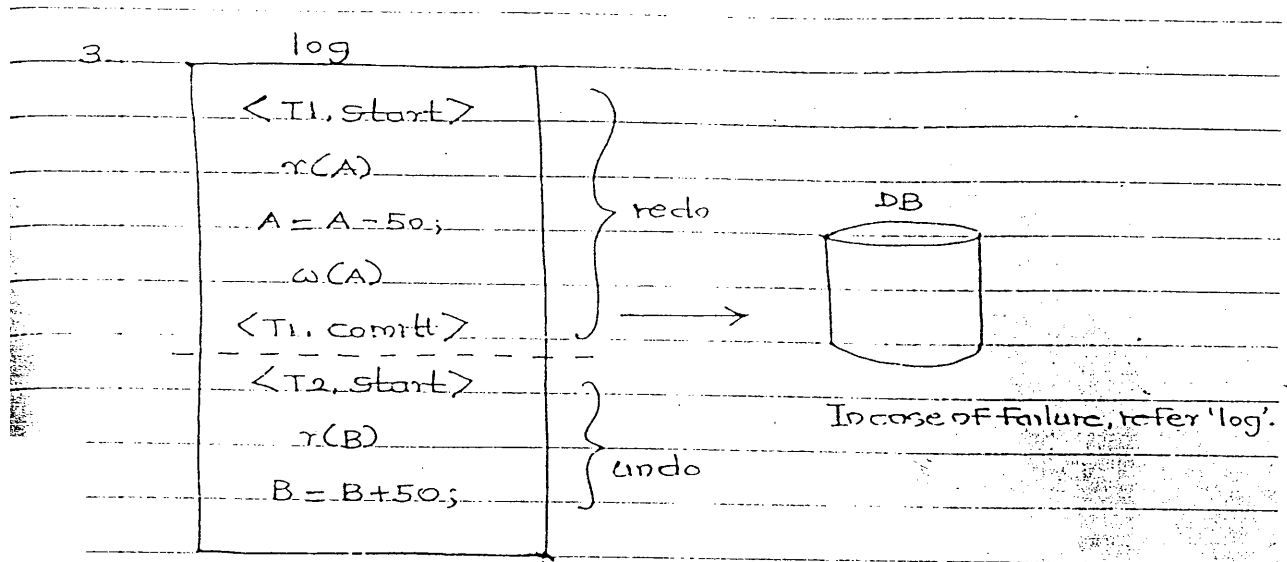 3
log
<T1, start>
r(A)
A = A - 50;
w(A)
<T1, comitt>
redo
DB
<T2, start>
r(B)
B = B + 50;
undo
In case of failure, refer 'log'.